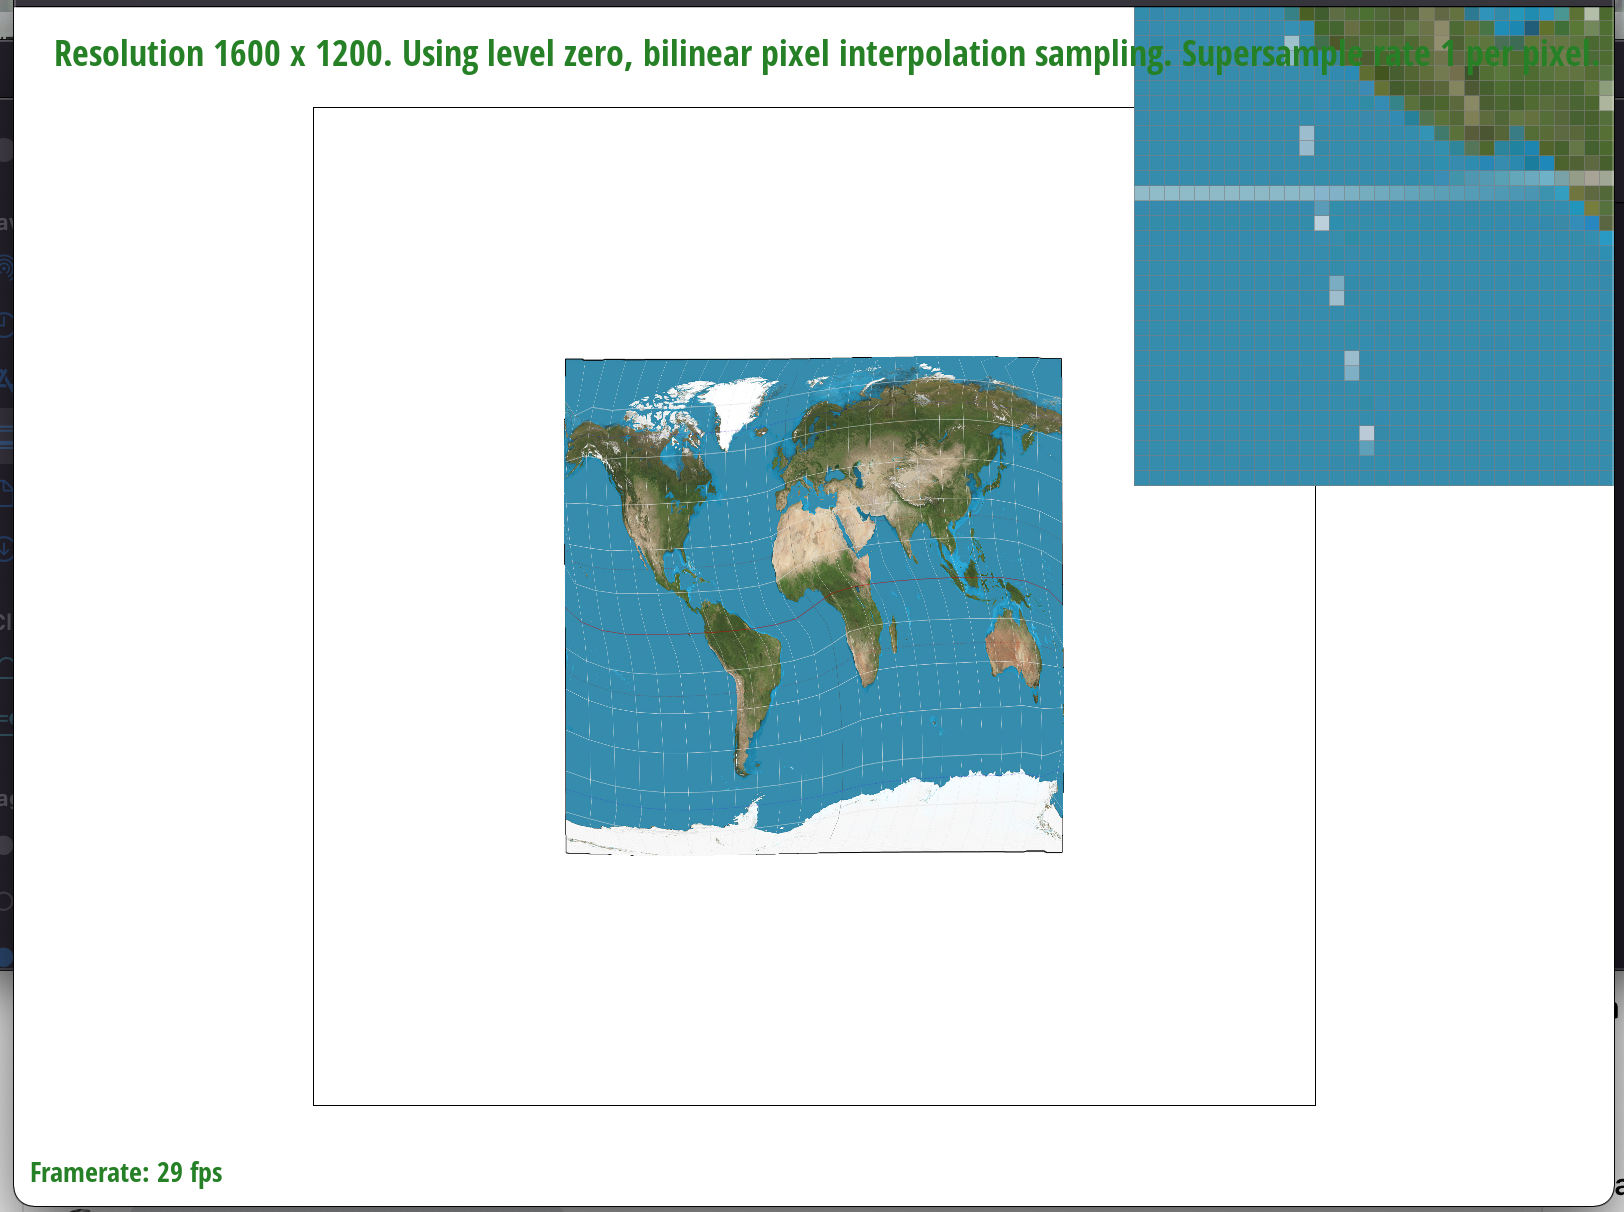 Resolution 1600 x 1200. Using level zero, bilinear pixel interpolation sampling. Supersample rate 1 per pixel.
Framerate: 29 fps